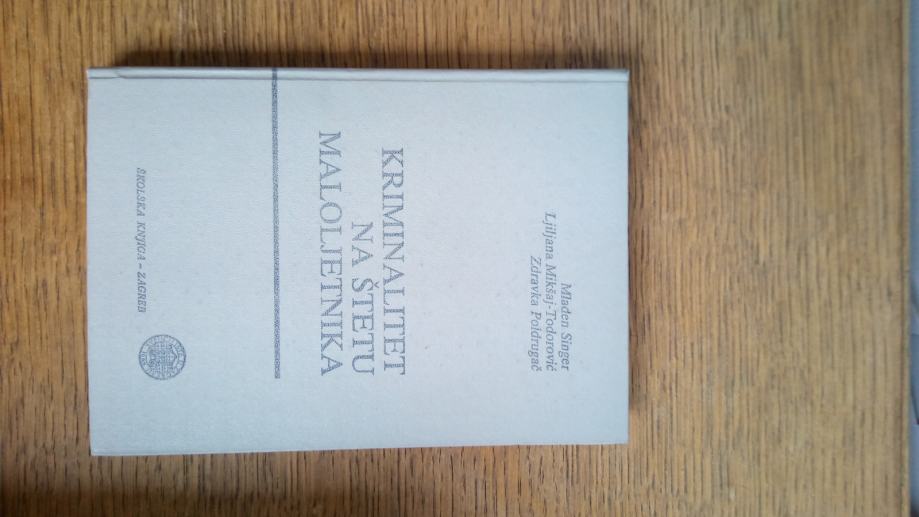 Mladen Singer
Ljiljana Mikšaj-Todorović
Zdravka Poldrugač
KRIMINALITET
NA ŠTETU
MALOLJETNIKA
ŠKOLSKA KNJIGA – ZAGREB